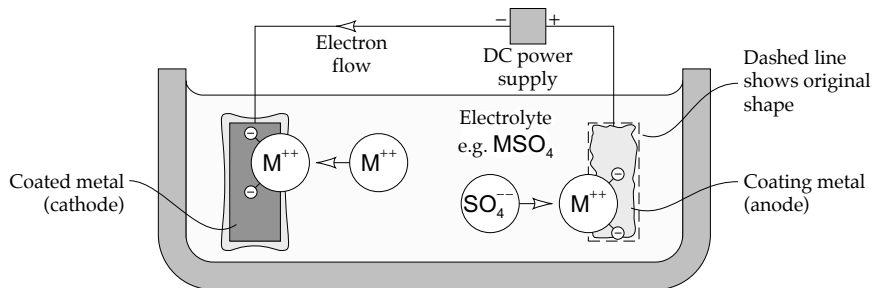 − +
Electron
flow
DC power
supply
Dashed line
shows original
shape
Electrolyte
e.g. MSO₄
−
M⁺⁺
M⁺⁺
−
Coated metal
(cathode)
SO₄⁻⁻
M⁺⁺
−
−
Coating metal
(anode)